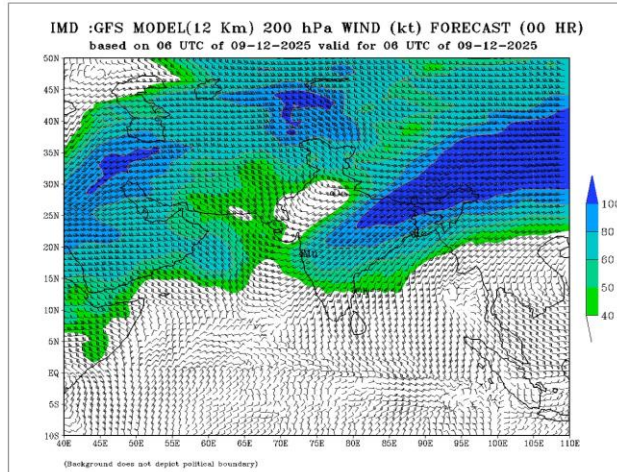 IMD :GFS MODEL(12 Km) 200 hPa WIND (kt) FORECAST (00 HR)
based on 06 UTC of 09-12-2025 valid for 06 UTC of 09-12-2025
50N
45N
40N
35N
30N
25N
20N
15N
10N
5N
EQ
5S
10S
100
80
60
50
40
40E 45E 50E 55E 60E 65E 70E 75E 80E 85E 90E 95E 100E 105E 110E
(Background does not depict political boundary)